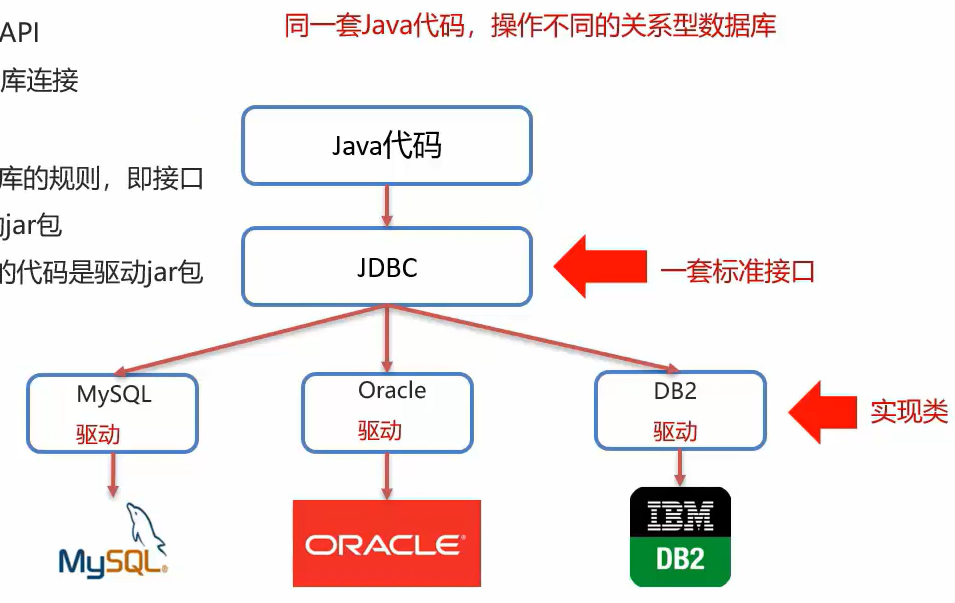 API
同一套Java代码，操作不同的关系型数据库
库连接
Java代码
库的规则，即接口
jar包
的代码是驱动jar包
JDBC
一套标准接口
MySQL
驱动
Oracle
驱动
DB2
驱动
实现类
MySQL®
ORACLE®
IBM
DB2